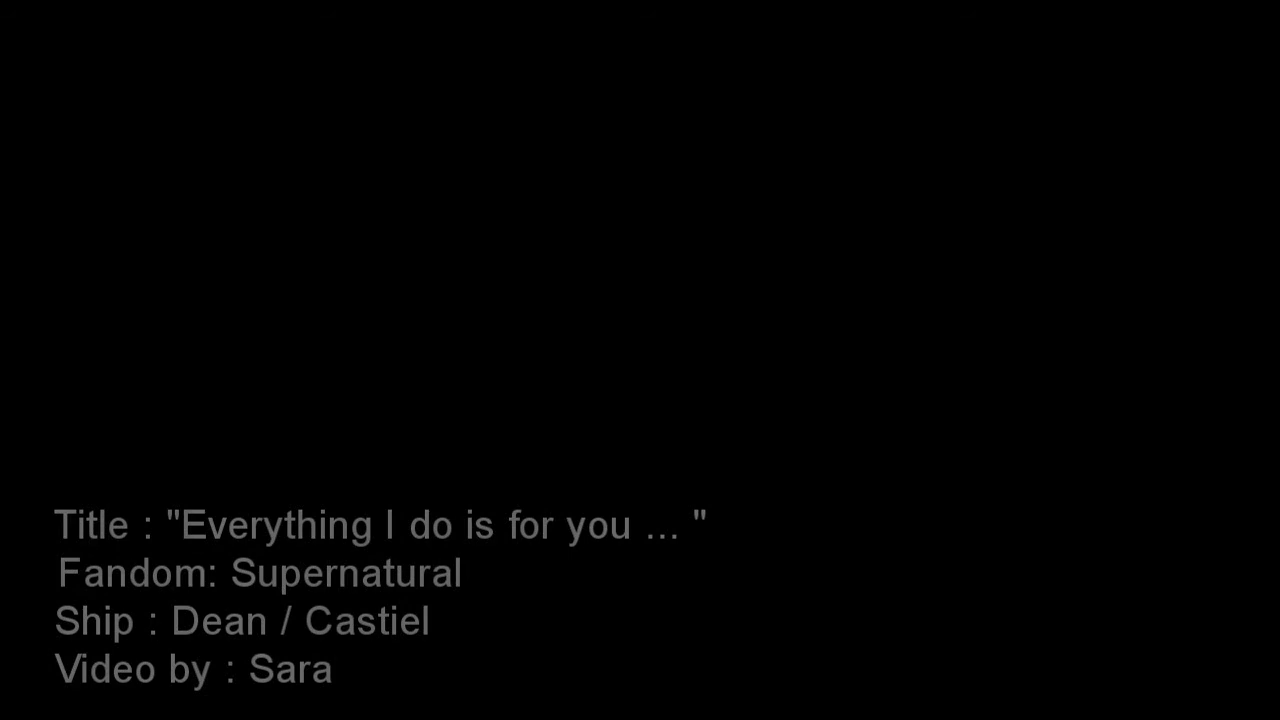 Title : "Everything I do is for you ... "
Fandom: Supernatural
Ship : Dean / Castiel
Video by : Sara